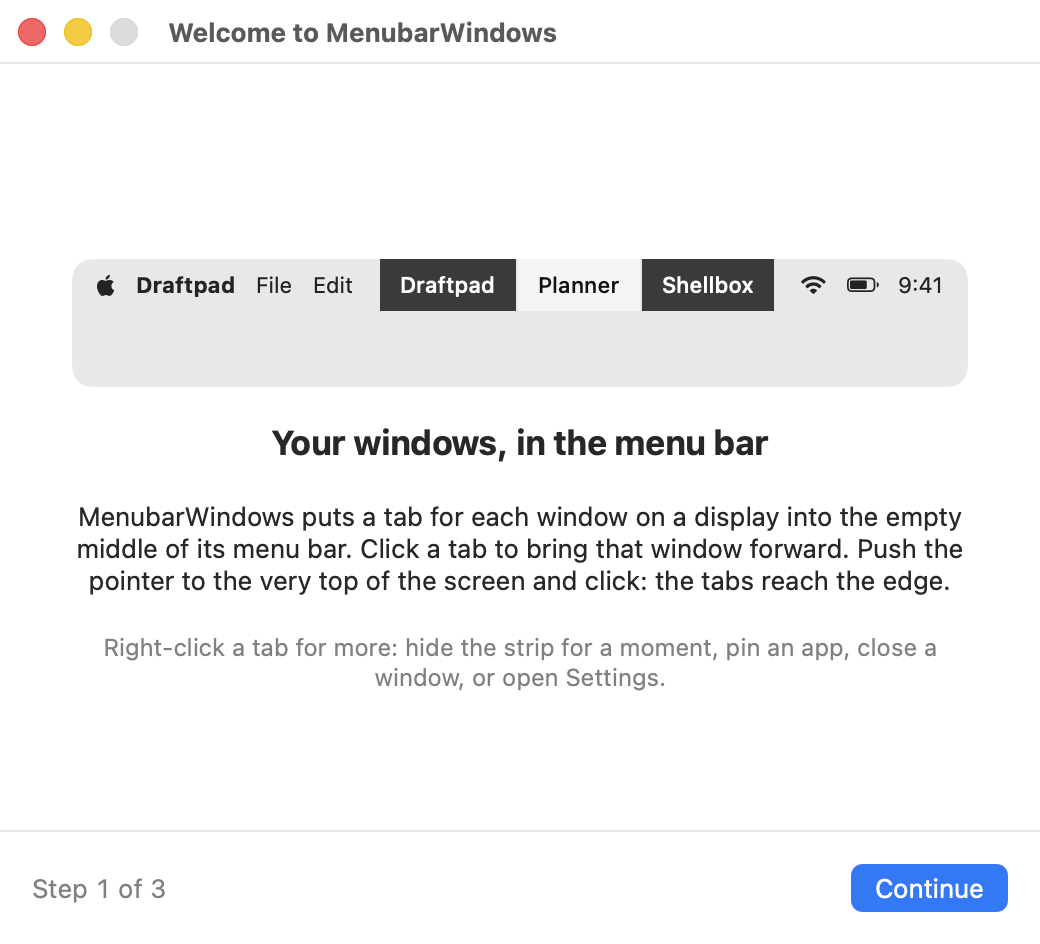 Welcome to MenubarWindows
Draftpad File Edit Draftpad Planner Shellbox 9:41
Your windows, in the menu bar
MenubarWindows puts a tab for each window on a display into the empty
middle of its menu bar. Click a tab to bring that window forward. Push the
pointer to the very top of the screen and click: the tabs reach the edge.
Right-click a tab for more: hide the strip for a moment, pin an app, close a
window, or open Settings.
Step 1 of 3
Continue